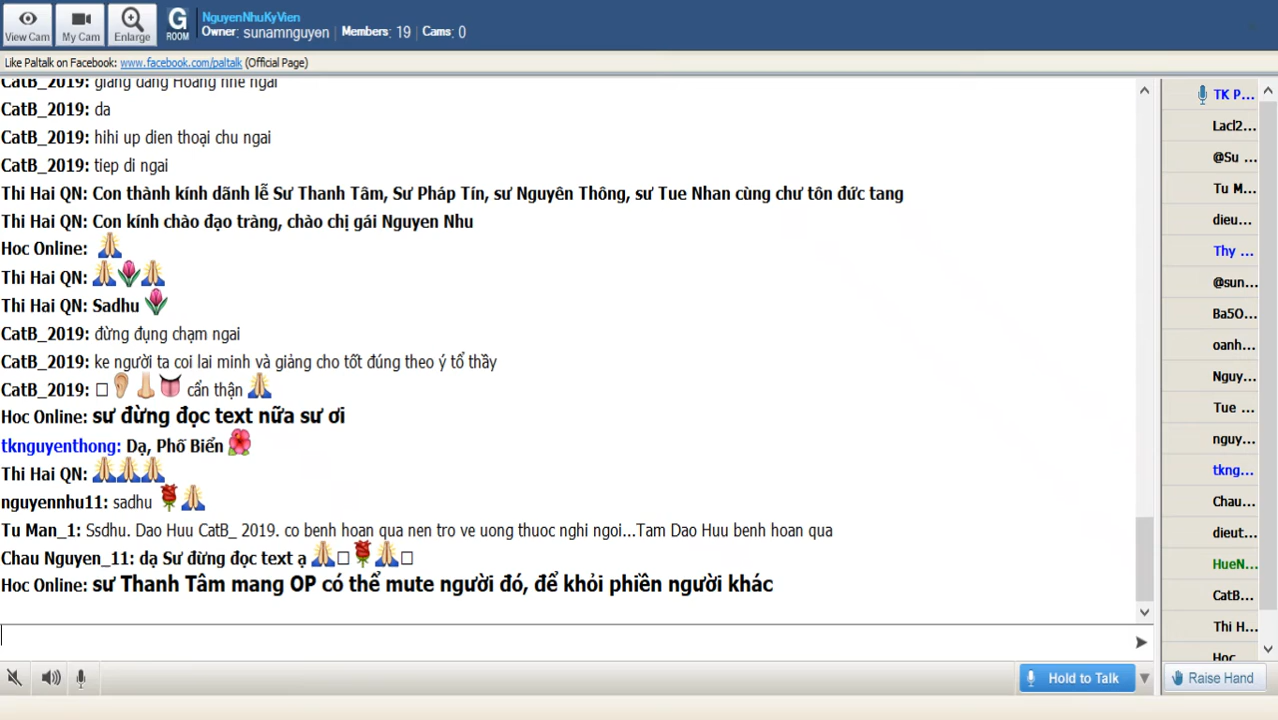 NguyenNhuKyVien
View Cam
My Cam
Enlarge
G
ROOM
Owner: sunamnguyen | Members: 19 | Cams: 0
Like Paltalk on Facebook: www.facebook.com/paltalk (Official Page)
CatB_2019: giang dang Hoang nhe ngai
CatB_2019: da
CatB_2019: hihi up dien thoại chu ngai
CatB_2019: tiep di ngai
Thi Hai QN: Con thành kính dãnh lễ Sư Thanh Tâm, Sư Pháp Tín, sư Nguyên Thông, sư Tue Nhan cùng chư tôn đức tang
Thi Hai QN: Con kính chào đạo tràng, chào chị gái Nguyen Nhu
Hoc Online: 🙏
Thi Hai QN: 🙏🌷🙏
Thi Hai QN: Sadhu 🌷
CatB_2019: đừng đụng chạm ngai
CatB_2019: ke người ta coi lai minh và giảng cho tốt đúng theo ý tổ thầy
CatB_2019: □👂👃👅 cẩn thận 🙏
Hoc Online: sư đừng đọc text nữa sư ơi
tknguyenthong: Dạ, Phố Biển 🌺
Thi Hai QN: 🙏🙏🙏
nguyennhu11: sadhu 🌹🙏
Tu Man_1: Ssdhu. Dao Huu CatB_ 2019. co benh hoan qua nen tro ve uong thuoc nghi ngoi...Tam Dao Huu benh hoan qua
Chau Nguyen_11: dạ Sư đừng đọc text ạ 🙏□🌹🙏□
Hoc Online: sư Thanh Tâm mang OP có thể mute người đó, để khỏi phiền người khác
TK P...
Lacl2...
@Su ...
Tu M...
dieu...
Thy ...
@sun...
Ba5O...
oanh...
Nguy...
Tue ...
nguy...
tkng...
Chau...
dieut...
HueN...
CatB...
Thi H...
Hoc
Hold to Talk
Raise Hand